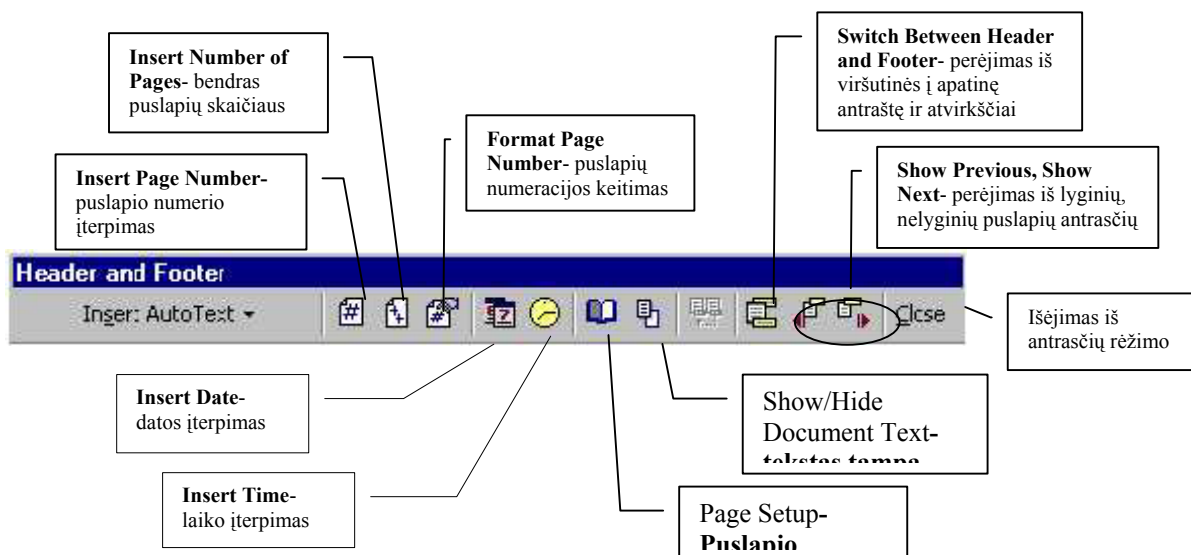 Insert Number of
Pages- bendras
puslapių skaičiaus
Switch Between Header
and Footer- perėjimas iš
viršutinės į apatinę
antraštę ir atvirkščiai
Format Page
Number- puslapių
numeracijos keitimas
Insert Page Number-
puslapio numerio
įterpimas
Show Previous, Show
Next- perėjimas iš lyginių,
nelyginių puslapių antrasčių
Header and Footer
Inser: AutoText
Clcse
Išėjimas iš
antrasčių rėžimo
Insert Date-
datos įterpimas
Show/Hide
Document Text-
tekstas tampa
Insert Time-
laiko įterpimas
Page Setup-
Puslapio